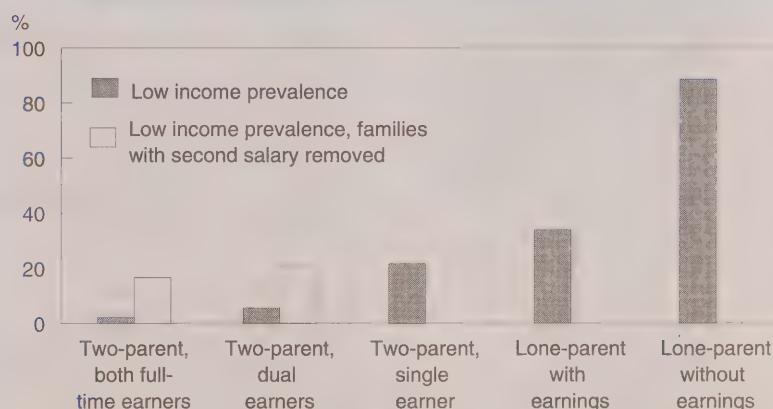 %
100
80
60
40
20
0
Low income prevalence
Low income prevalence, families
with second salary removed
Two-parent,
both full-
time earners
Two-parent,
dual
earners
Two-parent,
single
earner
Lone-parent
with
earnings
Lone-parent
without
earnings